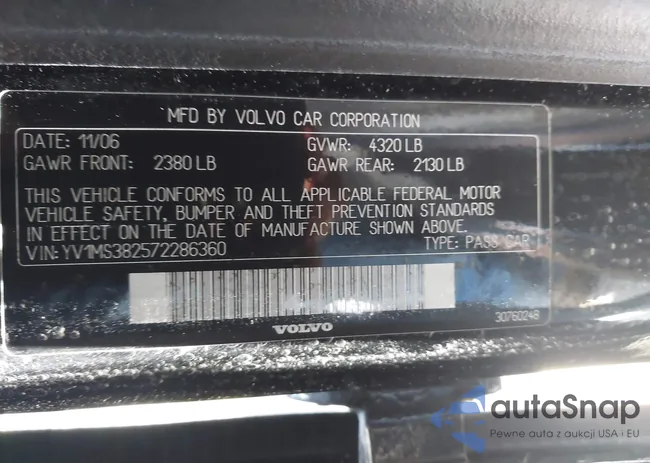 MFD BY VOLVO CAR CORPORATION
DATE: 11/06 GVWR: 4320 LB
GAWR FRONT: 2380 LB GAWR REAR: 2130 LB
THIS VEHICLE CONFORMS TO ALL APPLICABLE FEDERAL MOTOR
VEHICLE SAFETY, BUMPER AND THEFT PREVENTION STANDARDS
IN EFFECT ON THE DATE OF MANUFACTURE SHOWN ABOVE.
VIN: YV1MS382572286360 TYPE: PASS CAR
VOLVO 30760248
autaSnap
Pewne auta z aukcji USA i EU